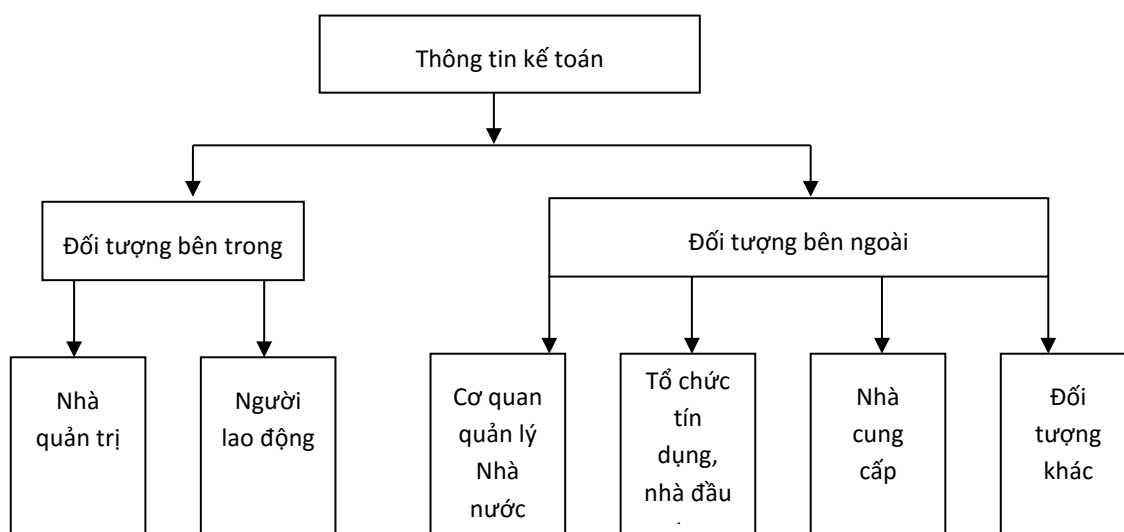 Thông tin kế toán
Đối tượng bên trong
Đối tượng bên ngoài
Nhà
quản trị
Người
lao động
Cơ quan
quản lý
Nhà
nước
Tổ chức
tín
dụng,
nhà đầu
Nhà
cung
cấp
Đối
tượng
khác